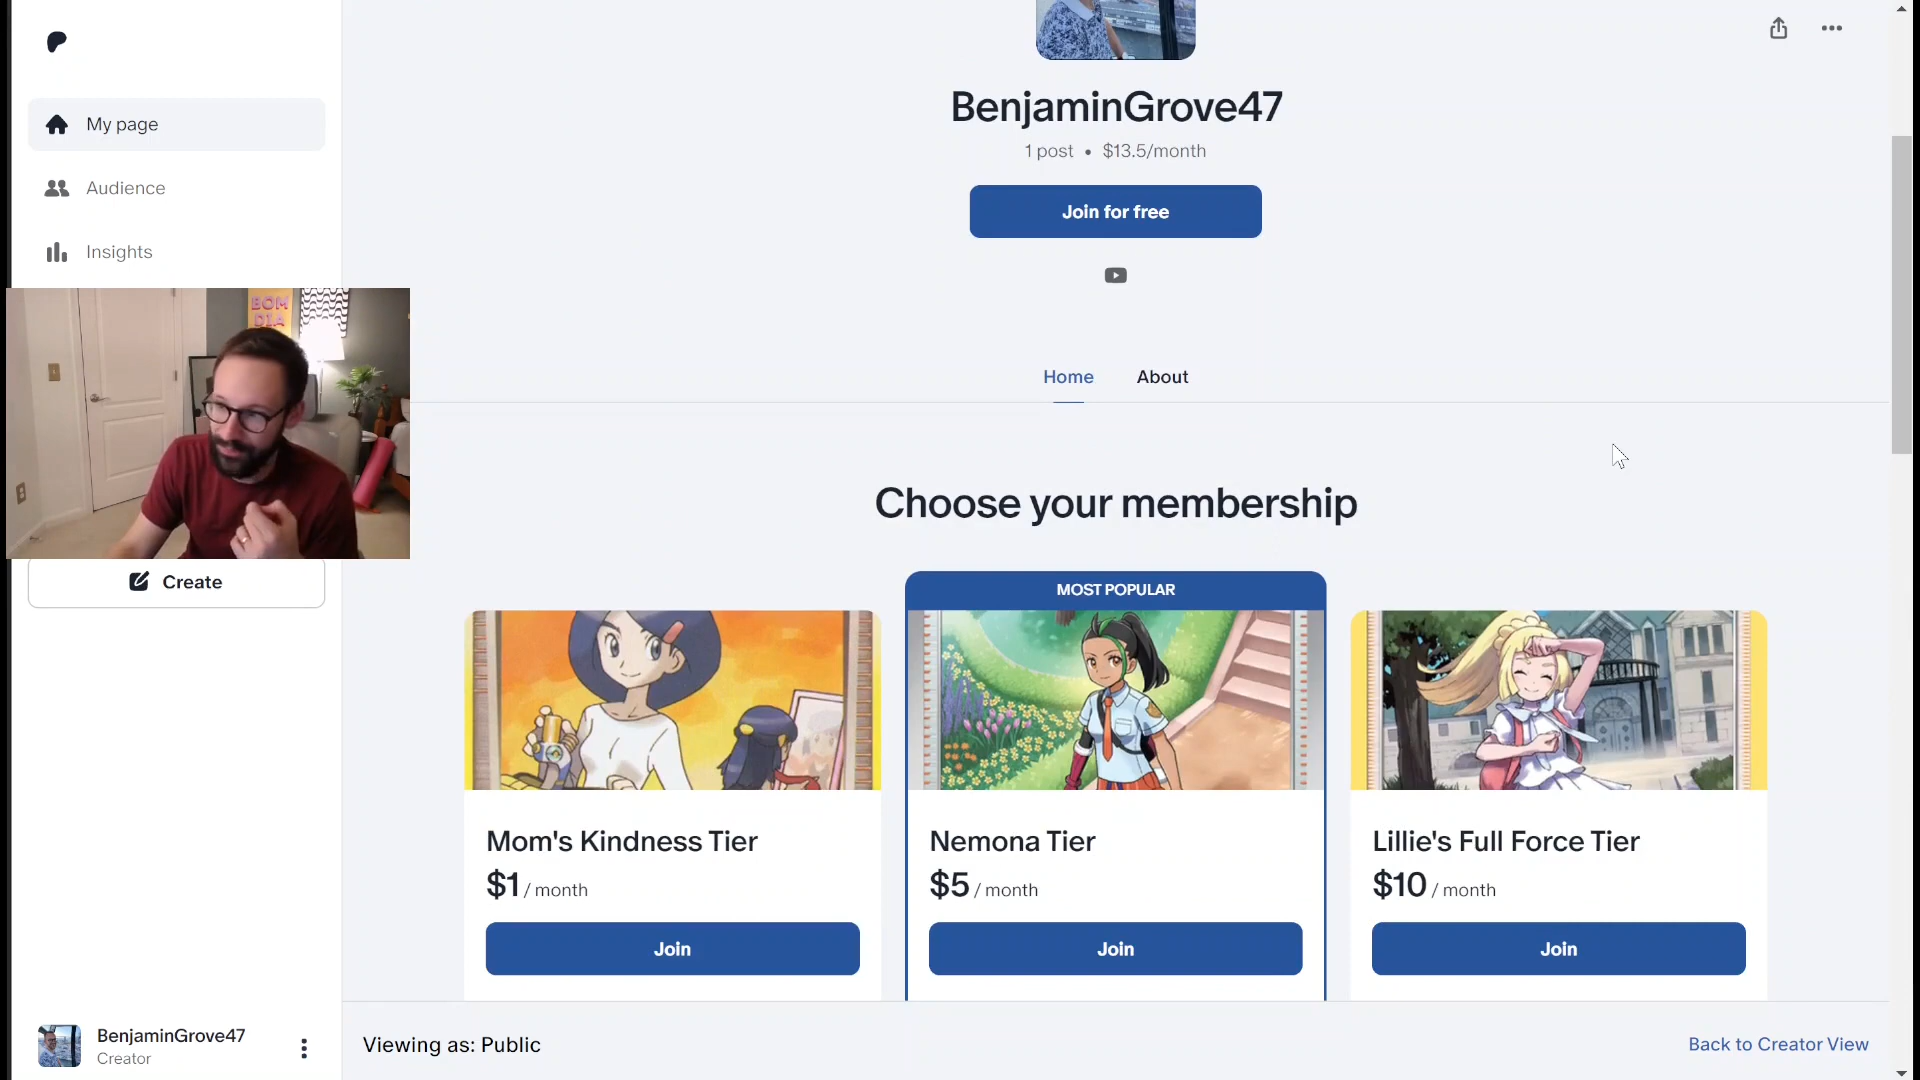 My page
Audience
Insights
BOM
DIA
Create
BenjaminGrove47
Creator
BenjaminGrove47
1 post • $13.5/month
Join for free
Home
About
Choose your membership
MOST POPULAR
Mom's Kindness Tier
$1 / month
Join
Nemona Tier
$5 / month
Join
Lillie's Full Force Tier
$10 / month
Join
Viewing as: Public
Back to Creator View